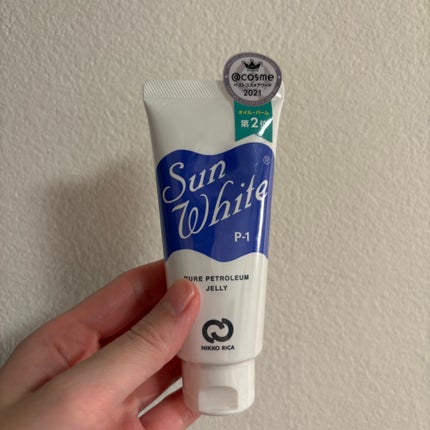 @cosme
ベストコスメアワード
2021
オイル・バーム
第2位
Sun
White®
P-1
PURE PETROLEUM
JELLY
NIKKO RICA